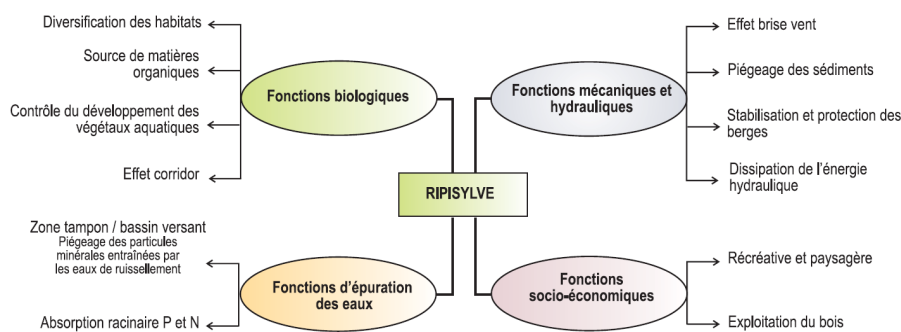 Diversification des habitats
Source de matières
organiques
Contrôle du développement des
végétaux aquatiques
Effet corridor
Fonctions biologiques
Fonctions mécaniques et
hydrauliques
Effet brise vent
Piégeage des sédiments
Stabilisation et protection des
berges
Dissipation de l'énergie
hydraulique
RIPISYLVE
Zone tampon / bassin versant
Piégeage des particules
minérales entraînées par
les eaux de ruissellement
Absorption racinaire P et N
Fonctions d'épuration
des eaux
Fonctions
socio-économiques
Récréative et paysagère
Exploitation du bois